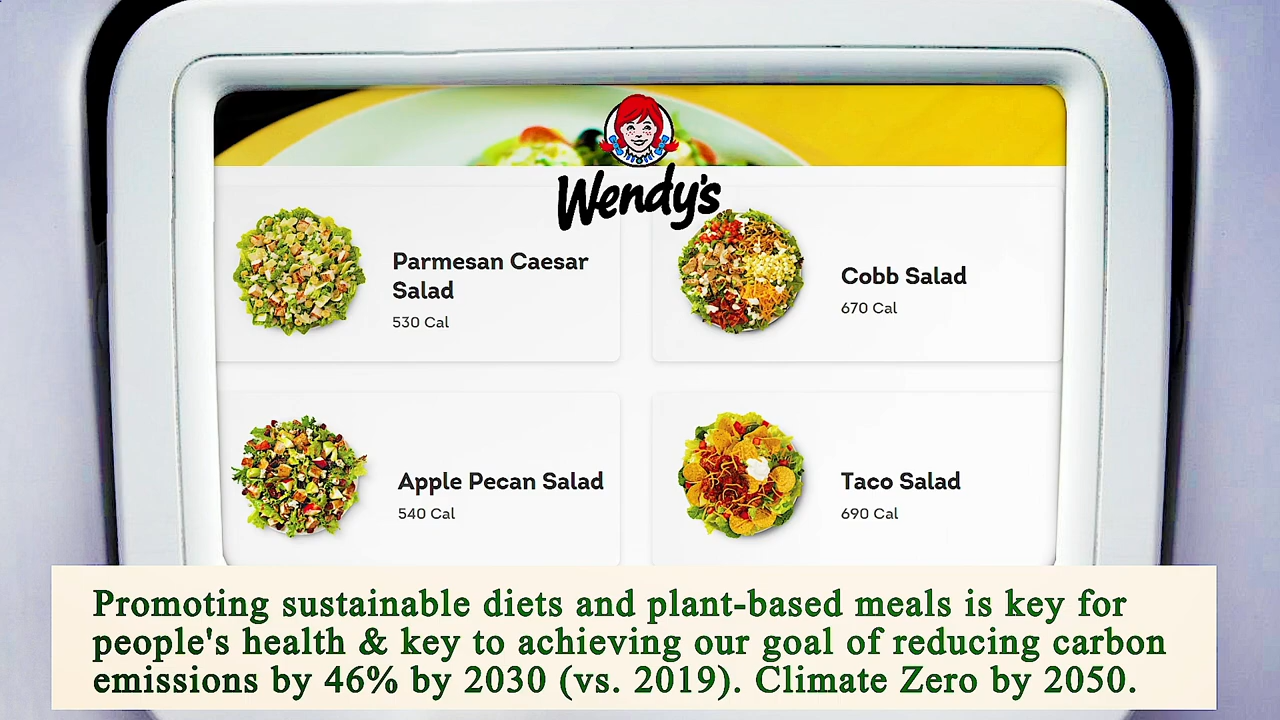 Wendy's
Parmesan Caesar
Salad
530 Cal
Cobb Salad
670 Cal
Apple Pecan Salad
540 Cal
Taco Salad
690 Cal
Promoting sustainable diets and plant-based meals is key for
people's health & key to achieving our goal of reducing carbon
emissions by 46% by 2030 (vs. 2019). Climate Zero by 2050.